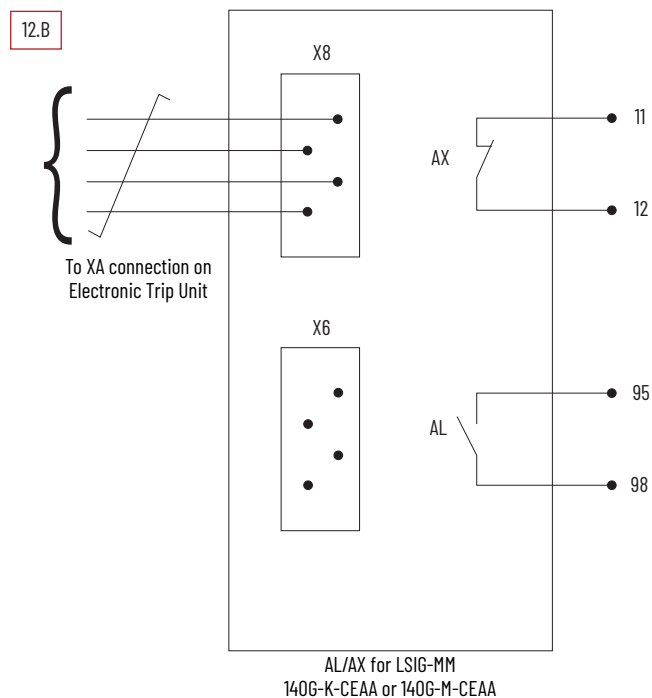 12.B
X8
11
AX
12
To XA connection on
Electronic Trip Unit
X6
95
AL
98
AL/AX for LSIG-MM
140G-K-CEAA or 140G-M-CEAA